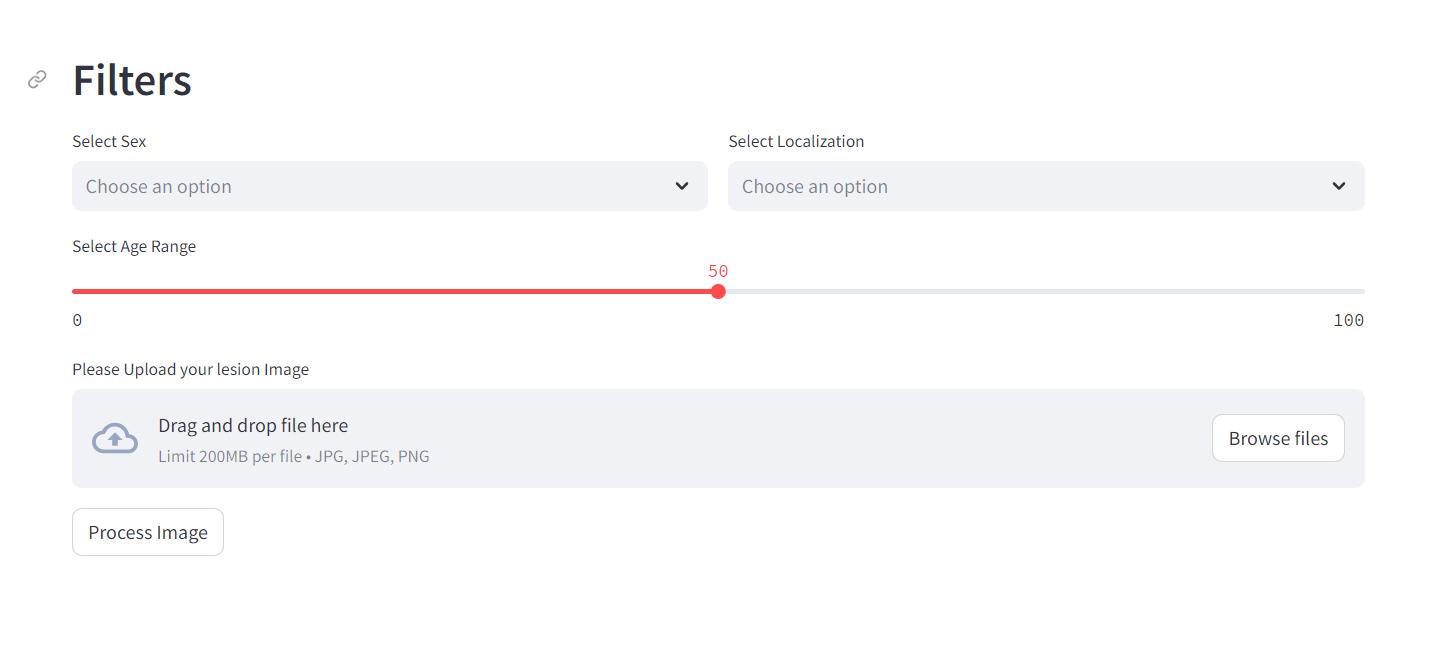 Filters
Select Sex
Select Localization
Choose an option
Choose an option
Select Age Range
50
0
100
Please Upload your lesion Image
Drag and drop file here
Limit 200MB per file • JPG, JPEG, PNG
Browse files
Process Image